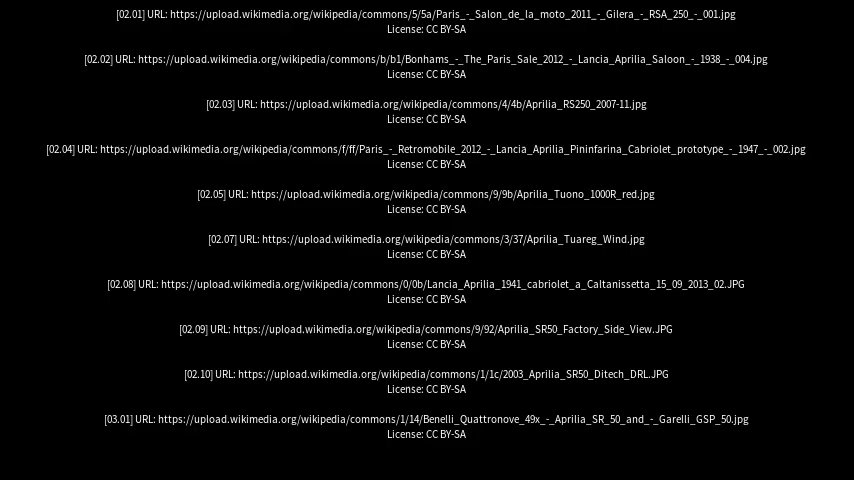 [02.01] URL: https://upload.wikimedia.org/wikipedia/commons/5/5a/Paris_-_Salon_de_la_moto_2011_-_Gilera_-_RSA_250_-_001.jpg
License: CC BY-SA
[02.02] URL: https://upload.wikimedia.org/wikipedia/commons/b/b1/Bonhams_-_The_Paris_Sale_2012_-_Lancia_Aprilia_Saloon_-_1938_-_004.jpg
License: CC BY-SA
[02.03] URL: https://upload.wikimedia.org/wikipedia/commons/4/4b/Aprilia_RS250_2007-11.jpg
License: CC BY-SA
[02.04] URL: https://upload.wikimedia.org/wikipedia/commons/f/ff/Paris_-_Retromobile_2012_-_Lancia_Aprilia_Pininfarina_Cabriolet_prototype_-_1947_-_002.jpg
License: CC BY-SA
[02.05] URL: https://upload.wikimedia.org/wikipedia/commons/9/9b/Aprilia_Tuono_1000R_red.jpg
License: CC BY-SA
[02.07] URL: https://upload.wikimedia.org/wikipedia/commons/3/37/Aprilia_Tuareg_Wind.jpg
License: CC BY-SA
[02.08] URL: https://upload.wikimedia.org/wikipedia/commons/0/0b/Lancia_Aprilia_1941_cabriolet_a_Caltanissetta_15_09_2013_02.JPG
License: CC BY-SA
[02.09] URL: https://upload.wikimedia.org/wikipedia/commons/9/92/Aprilia_SR50_Factory_Side_View.JPG
License: CC BY-SA
[02.10] URL: https://upload.wikimedia.org/wikipedia/commons/1/1c/2003_Aprilia_SR50_Ditech_DRL.JPG
License: CC BY-SA
[03.01] URL: https://upload.wikimedia.org/wikipedia/commons/1/14/Benelli_Quattronove_49x_-_Aprilia_SR_50_and_-_Garelli_GSP_50.jpg
License: CC BY-SA